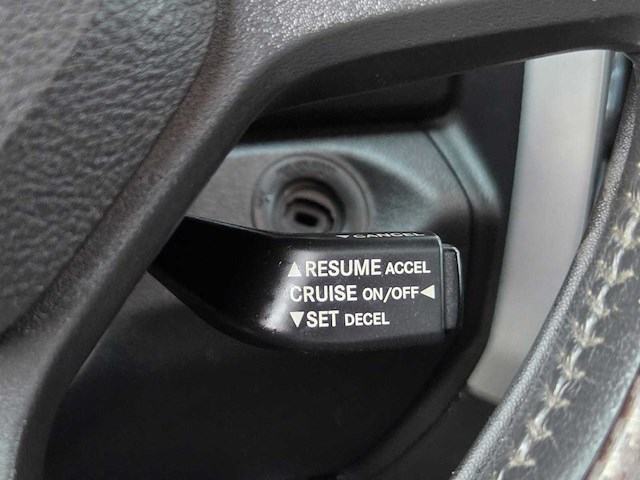 ▼CANCEL
▲RESUME ACCEL
CRUISE ON/OFF◀
▼SET DECEL